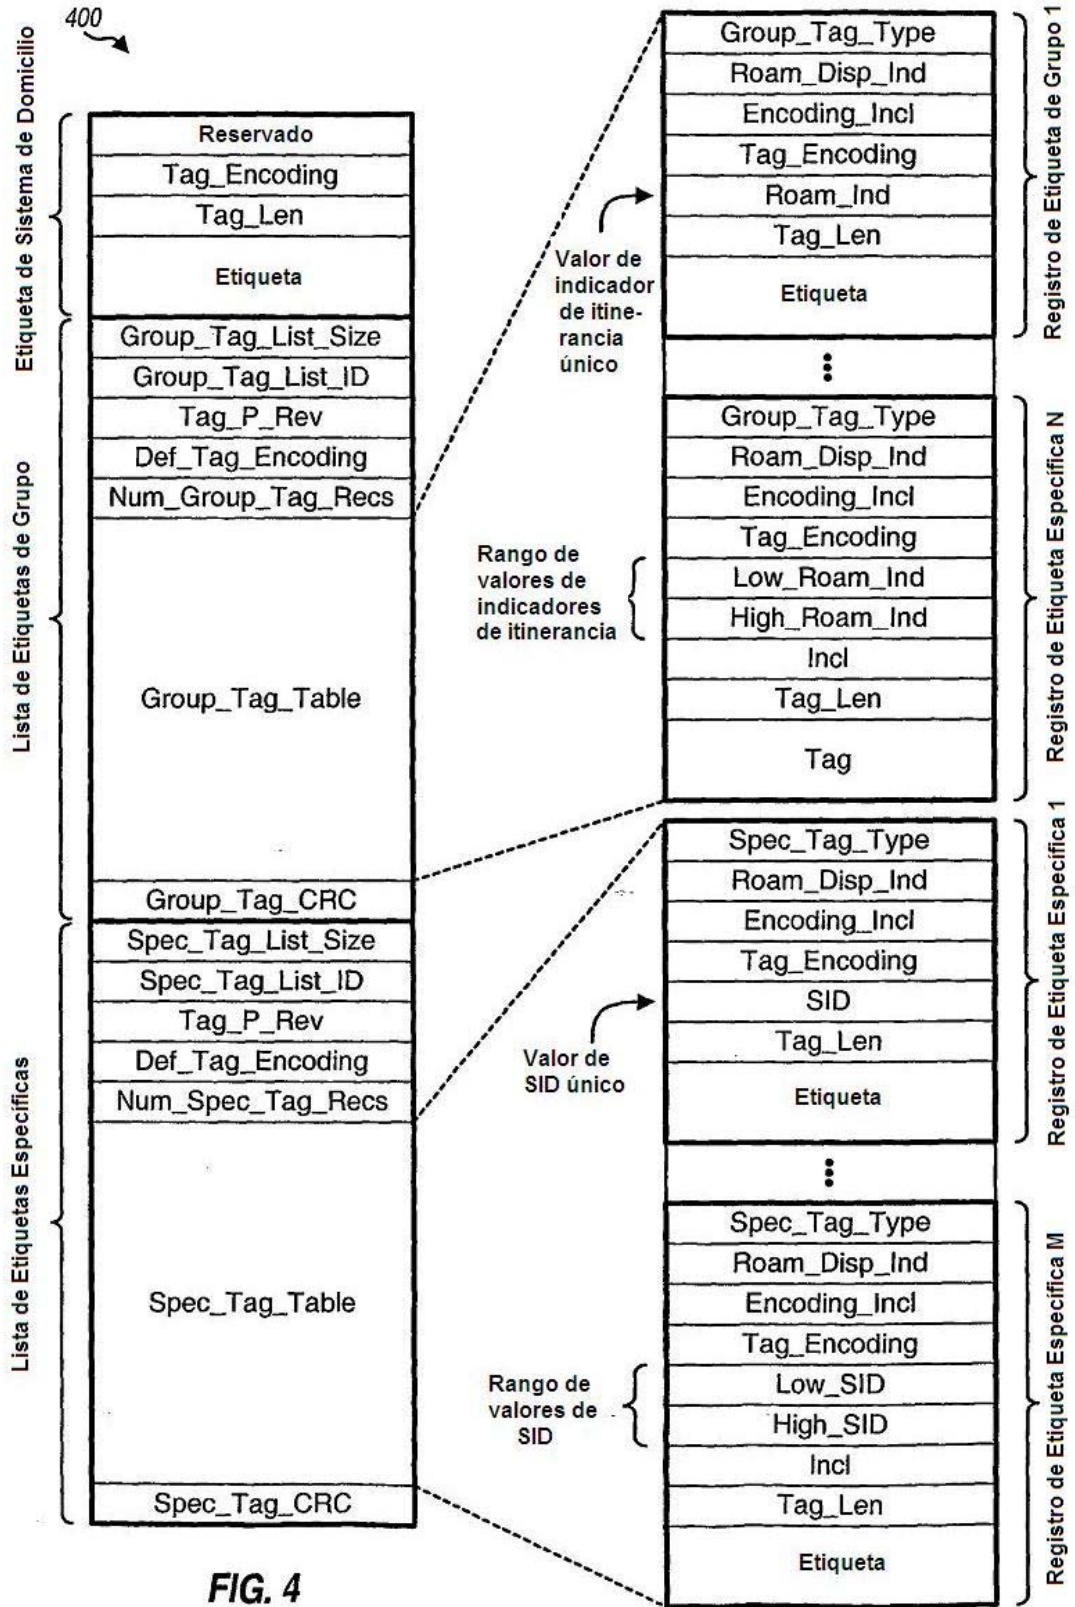 400
Etiqueta de Sistema de Domicilio
Reservado
Tag_Encoding
Tag_Len
Etiqueta
Lista de Etiquetas de Grupo
Group_Tag_List_Size
Group_Tag_List_ID
Tag_P_Rev
Def_Tag_Encoding
Num_Group_Tag_Recs
Group_Tag_Table
Group_Tag_CRC
Lista de Etiquetas Específicas
Spec_Tag_List_Size
Spec_Tag_List_ID
Tag_P_Rev
Def_Tag_Encoding
Num_Spec_Tag_Recs
Spec_Tag_Table
Spec_Tag_CRC
Group_Tag_Type
Roam_Disp_Ind
Encoding_Incl
Tag_Encoding
Roam_Ind
Tag_Len
Etiqueta
Valor de
indicador
de itine-
rancia
único
Registro de Etiqueta de Grupo 1
Group_Tag_Type
Roam_Disp_Ind
Encoding_Incl
Tag_Encoding
Low_Roam_Ind
High_Roam_Ind
Incl
Tag_Len
Tag
Rango de
valores de
indicadores
de itinerancia
Registro de Etiqueta Específica N
Spec_Tag_Type
Roam_Disp_Ind
Encoding_Incl
Tag_Encoding
SID
Tag_Len
Etiqueta
Valor de
SID único
Registro de Etiqueta Específica 1
Spec_Tag_Type
Roam_Disp_Ind
Encoding_Incl
Tag_Encoding
Low_SID
High_SID
Incl
Tag_Len
Etiqueta
Rango de
valores de
SID
Registro de Etiqueta Específica M
FIG. 4